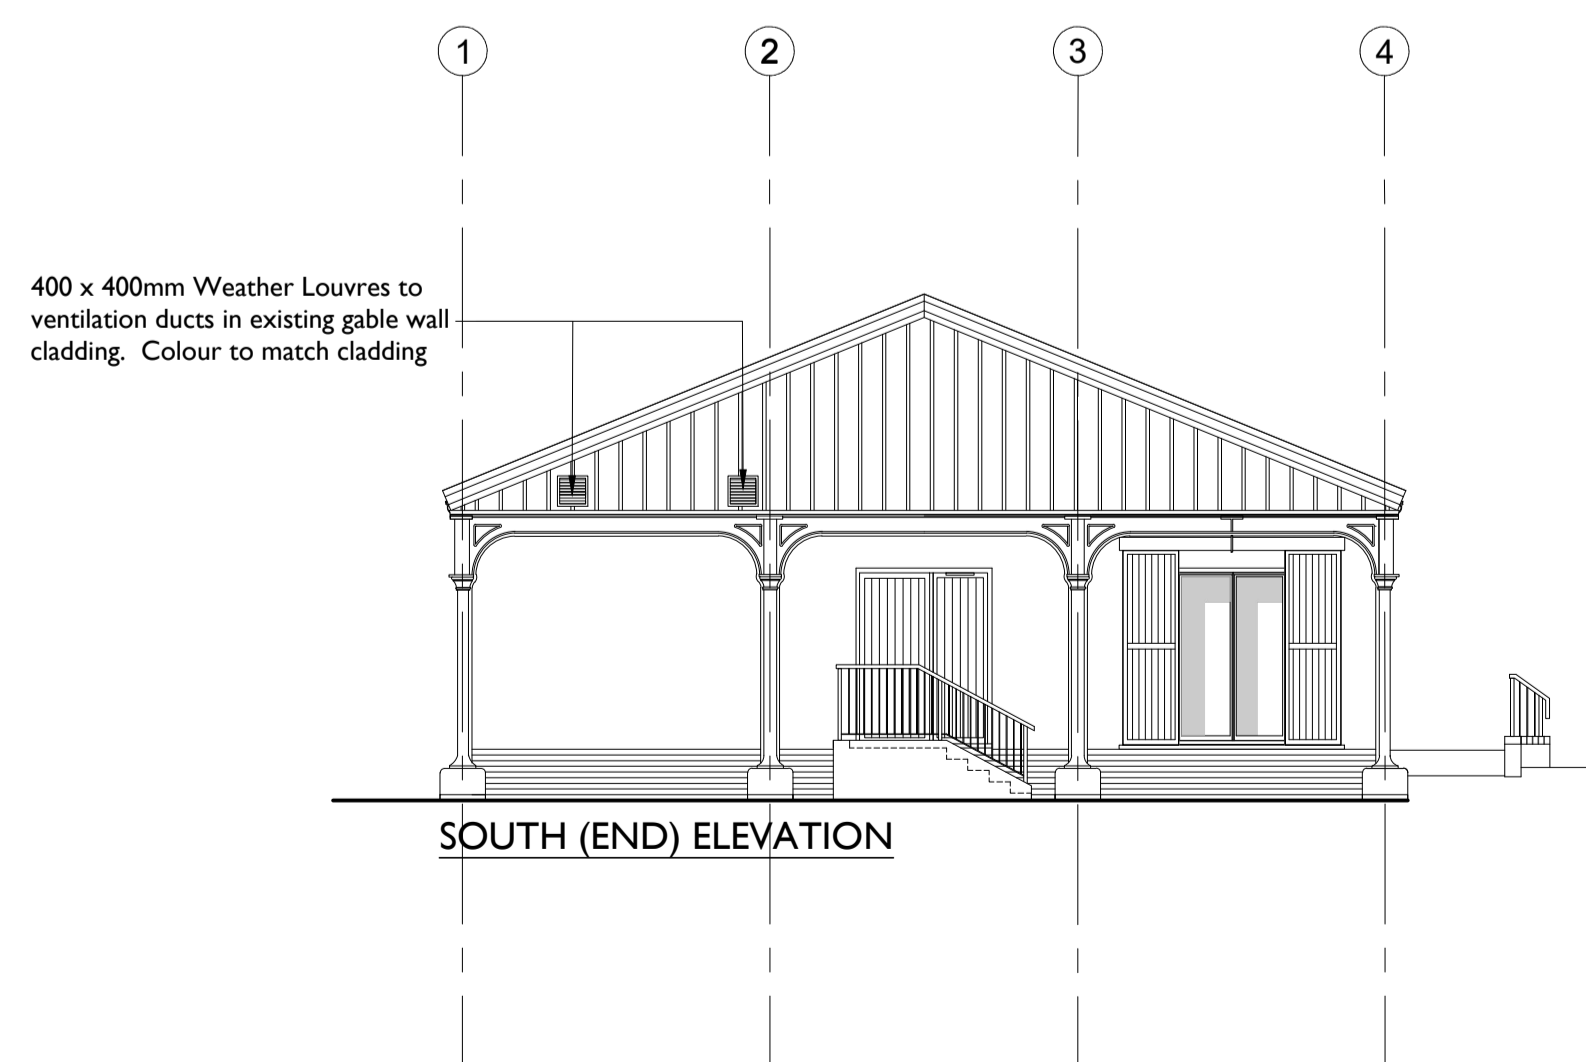 1 2 3 4
400 x 400mm Weather Louvres to
ventilation ducts in existing gable wall
cladding. Colour to match cladding
SOUTH (END) ELEVATION